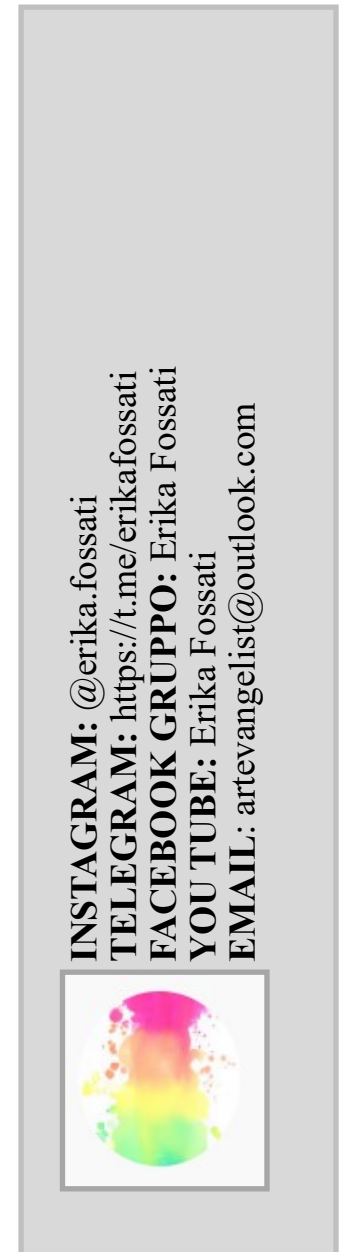 INSTAGRAM: @erika.fossati
TELEGRAM: https://t.me/erikafossati
FACEBOOK GRUPPO: Erika Fossati
YOU TUBE: Erika Fossati
EMAIL: artevangelist@outlook.com